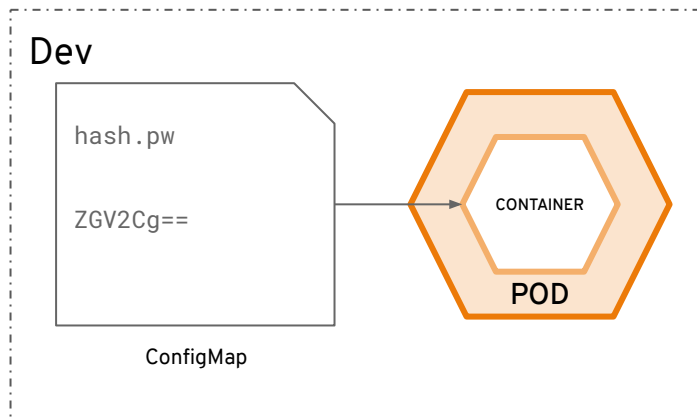 Dev
hash.pw
ZGV2Cg==
ConfigMap
CONTAINER
POD